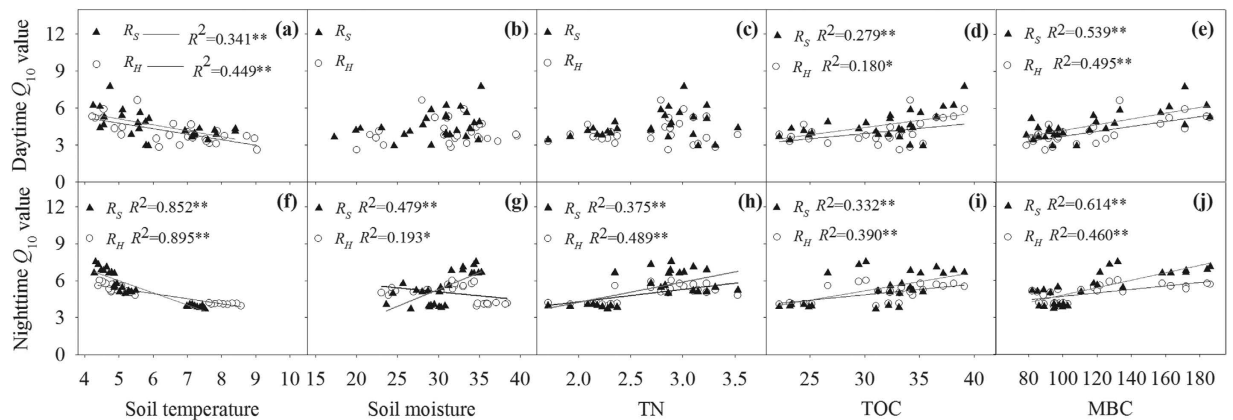 Daytime Q10 value
12
9
6
3
0
(a)
RS R²=0.341**
RH R²=0.449**
(b)
RS
RH
(c)
RS
RH
(d)
RS R²=0.279**
RH R²=0.180*
(e)
RS R²=0.539**
RH R²=0.495**
Nighttime Q10 value
12
9
6
3
0
(f)
RS R²=0.852**
RH R²=0.895**
(g)
RS R²=0.479**
RH R²=0.193*
(h)
RS R²=0.375**
RH R²=0.489**
(i)
RS R²=0.332**
RH R²=0.390**
(j)
RS R²=0.614**
RH R²=0.460**
4 5 6 7 8 9 10
15 20 25 30 35 40
2.0 2.5 3.0 3.5
25 30 35 40
80 100 120 140 160 180
Soil temperature
Soil moisture
TN
TOC
MBC